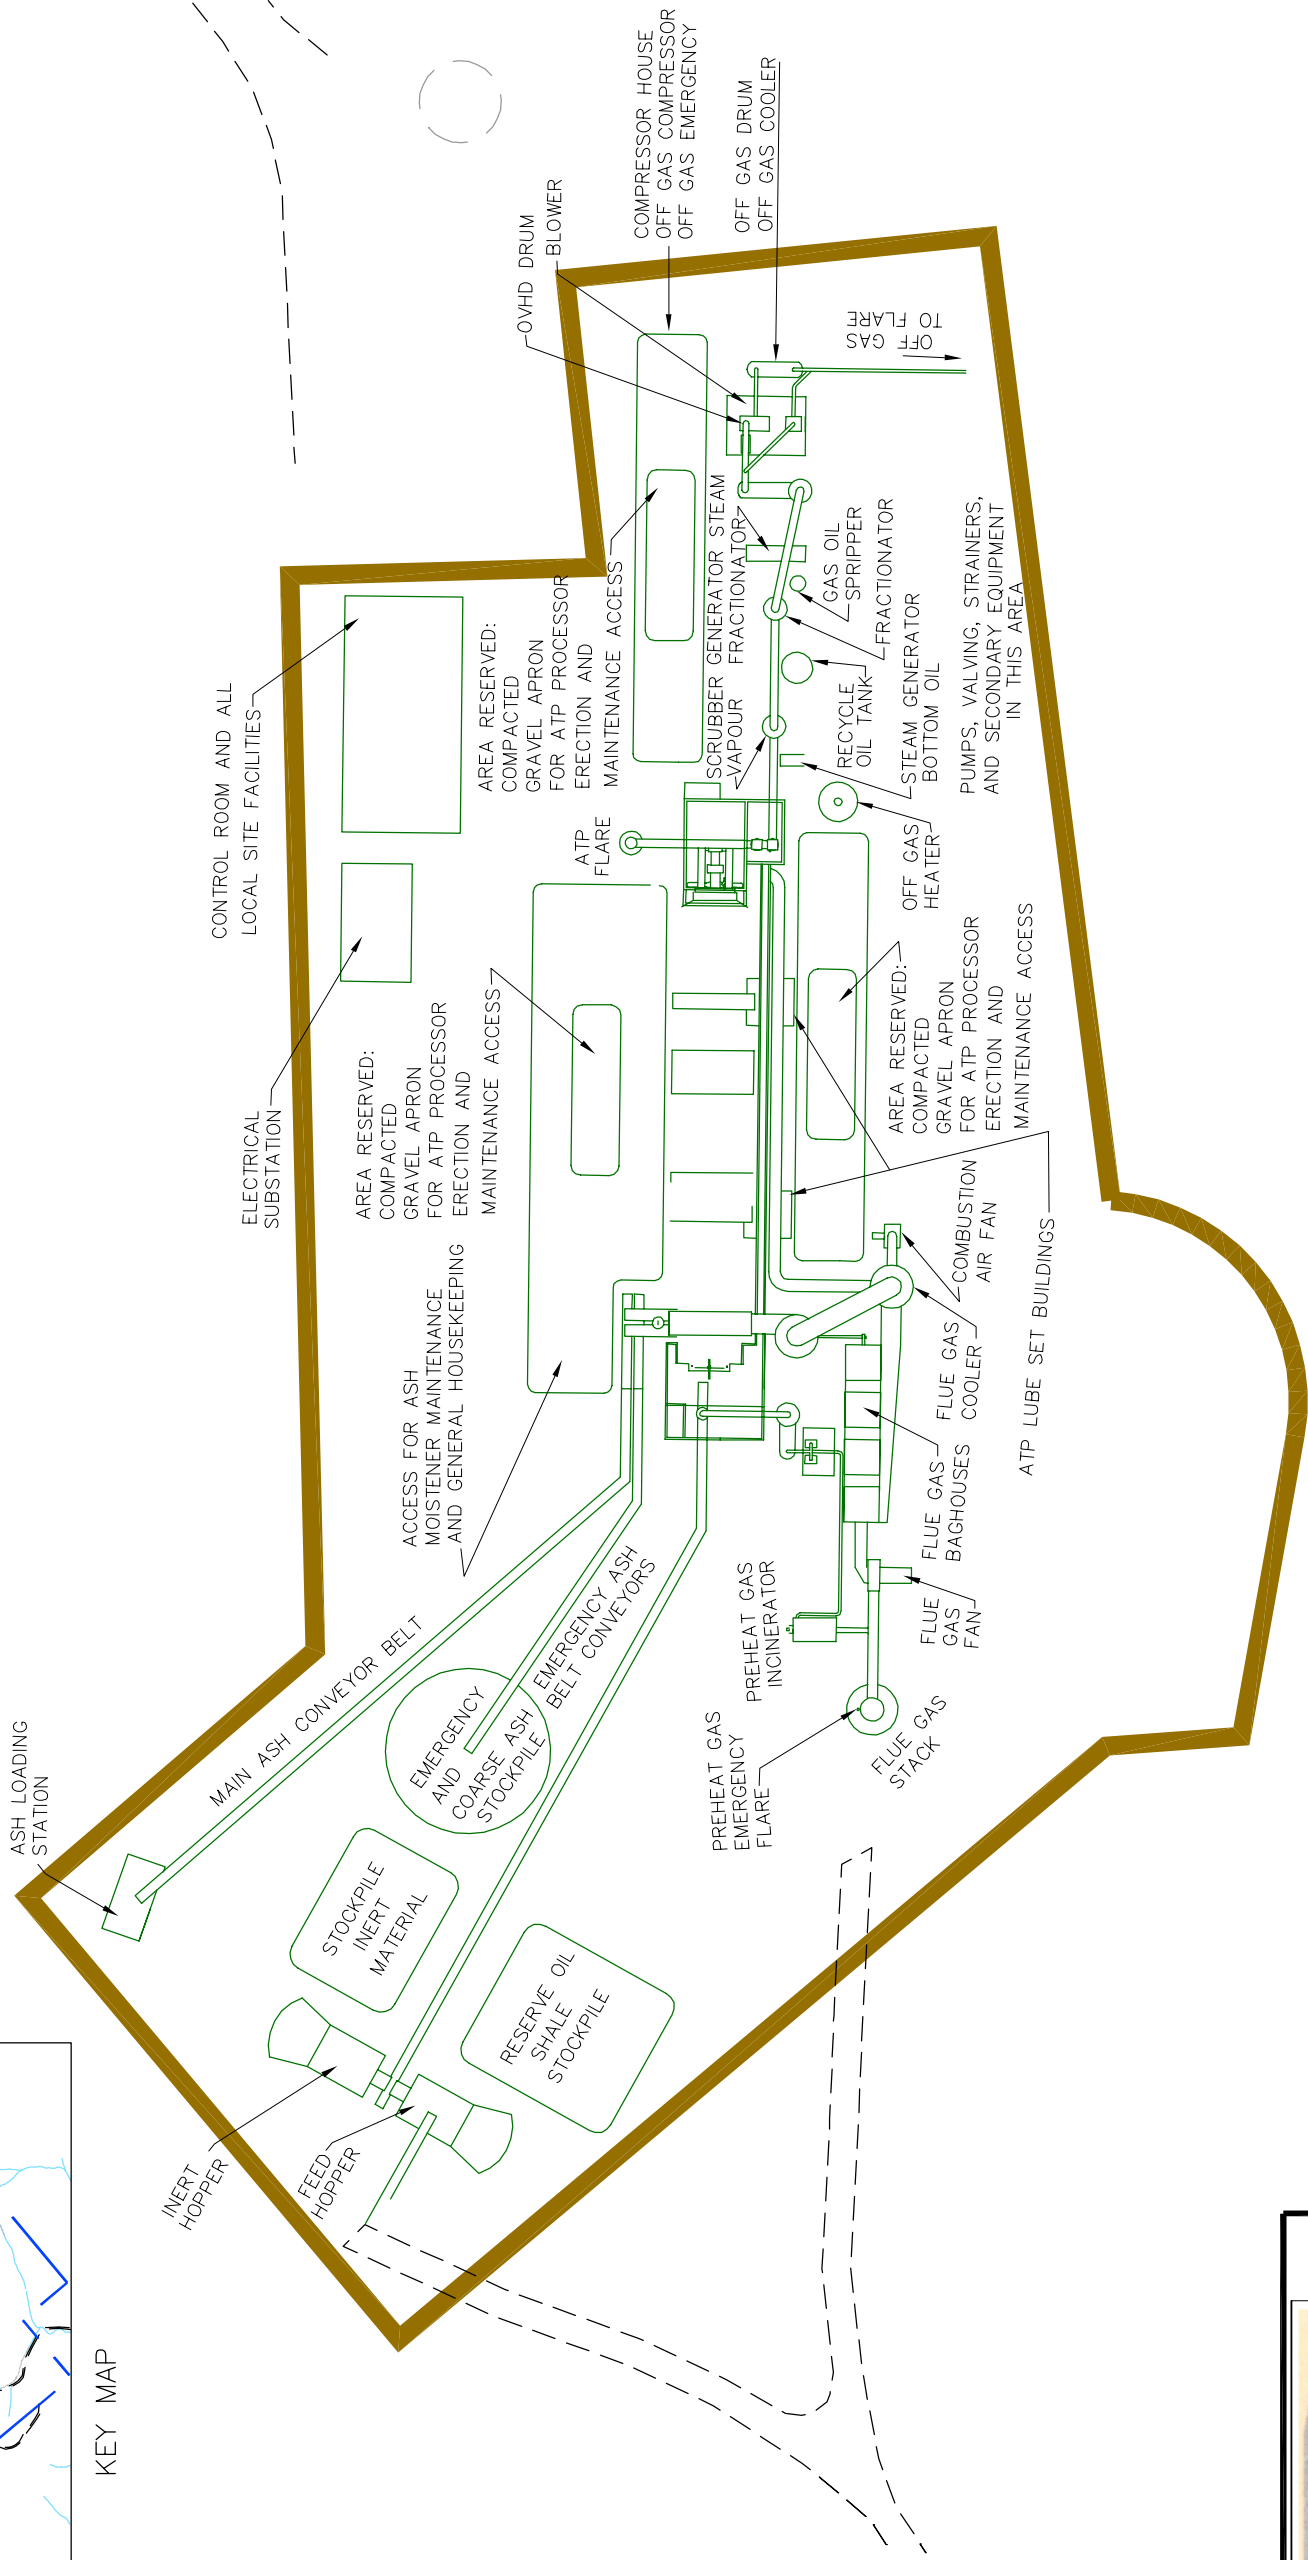 ASH LOADING
STATION
MAIN ASH CONVEYOR BELT
INERT
HOPPER
FEED
HOPPER
STOCKPILE
INERT
MATERIAL
RESERVE OIL
SHALE
STOCKPILE
EMERGENCY
AND
COARSE ASH
STOCKPILE
EMERGENCY ASH
BELT CONVEYORS
ACCESS FOR ASH
MOISTENER MAINTENANCE
AND GENERAL HOUSEKEEPING
ELECTRICAL
SUBSTATION
CONTROL ROOM AND ALL
LOCAL SITE FACILITIES
AREA RESERVED:
COMPACTED
GRAVEL APRON
FOR ATP PROCESSOR
ERECTION AND
MAINTENANCE ACCESS
AREA RESERVED:
COMPACTED
GRAVEL APRON
FOR ATP PROCESSOR
ERECTION AND
MAINTENANCE ACCESS
ATP
FLARE
OVHD DRUM
BLOWER
COMPRESSOR HOUSE
OFF GAS COMPRESSOR
OFF GAS EMERGENCY
OFF GAS DRUM
OFF GAS COOLER
OFF GAS
TO FLARE
SCRUBBER GENERATOR STEAM
VAPOUR FRACTIONATOR
GAS OIL
SPRIPPER
FRACTIONATOR
RECYCLE
OIL TANK
STEAM GENERATOR
BOTTOM OIL
OFF GAS
HEATER
PUMPS, VALVING, STRAINERS,
AND SECONDARY EQUIPMENT
IN THIS AREA
AREA RESERVED:
COMPACTED
GRAVEL APRON
FOR ATP PROCESSOR
ERECTION AND
MAINTENANCE ACCESS
COMBUSTION
AIR FAN
ATP LUBE SET BUILDINGS
FLUE GAS
COOLER
FLUE GAS
BAGHOUSES
FLUE
GAS
FAN
PREHEAT GAS
INCINERATOR
PREHEAT GAS
EMERGENCY
FLARE
FLUE GAS
STACK
KEY MAP